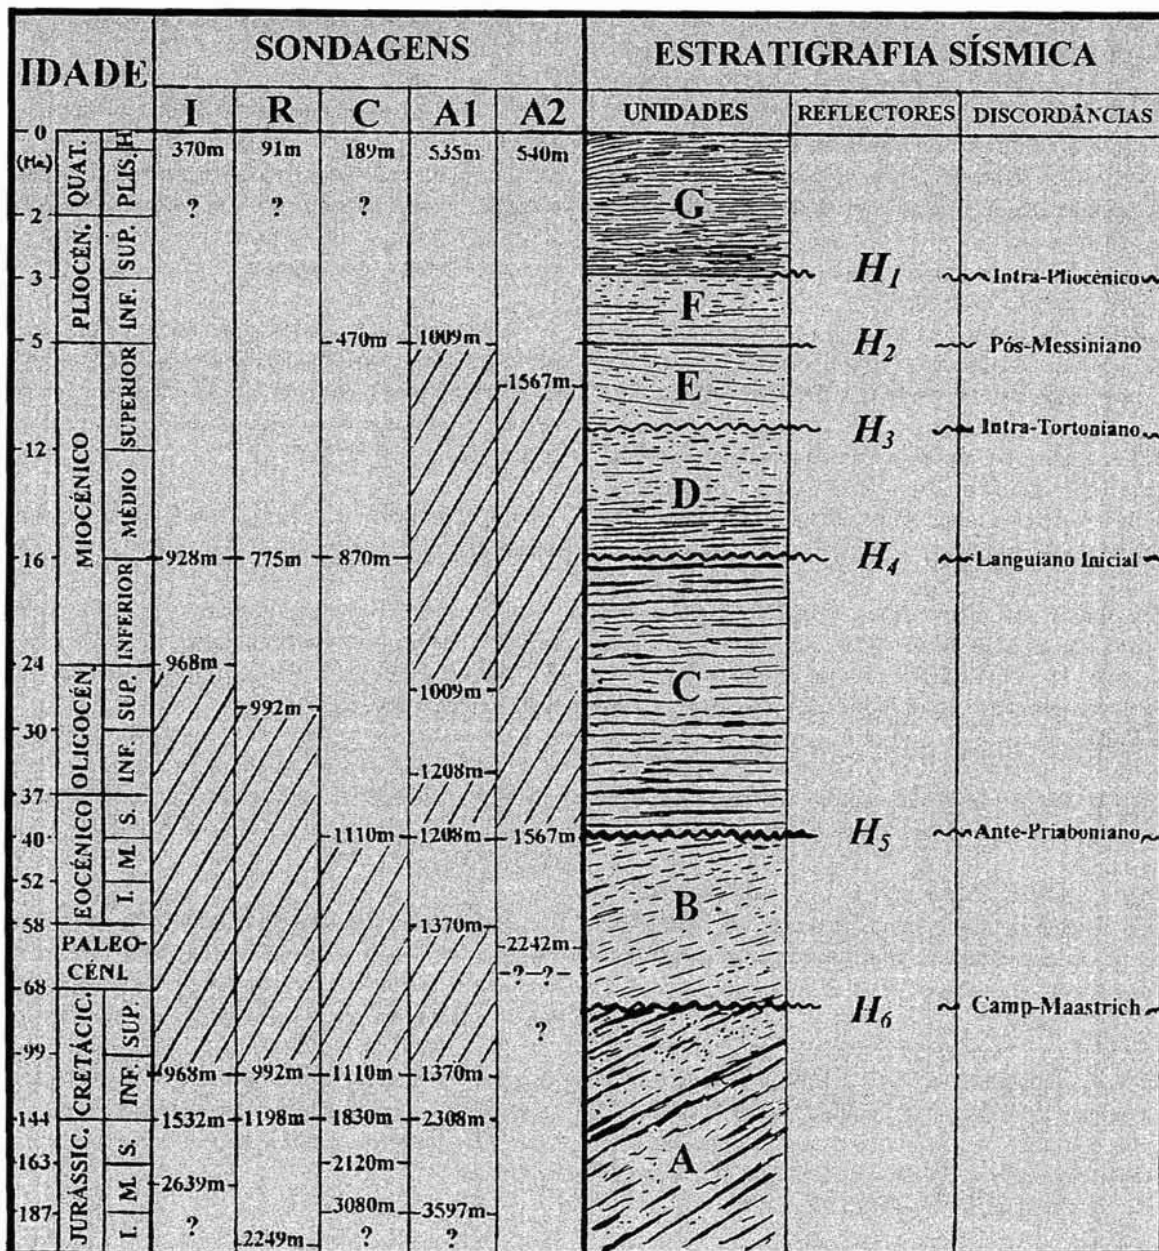 IDADE
SONDAGENS
ESTRATIGRAFIA SÍSMICA
I R C A1 A2
UNIDADES REFLECTORES DISCORDÂNCIAS
0
(Ma)
QUAT.
H
PLIS.
370m 91m 189m 535m 540m
? ? ?
G
2
PLIOCÉN.
SUP.
3
H1 Intra-Pliocénico
INF.
F
5
470m 1009m
H2 Pós-Messiniano
MIOCÉNICO
SUPERIOR
1567m
E
H3 Intra-Tortoniano
12
MÉDIO
D
16
928m 775m 870m
H4 Languiano Inicial
INFERIOR
24
968m
OLIGOCÉN.
SUP.
1009m
C
992m
30
INF.
1208m
37
EOCÉNICO
S.
40
1110m 1208m 1567m
H5 Ante-Priaboniano
M.
52
I.
B
58
1370m
PALEO-
CÉNI.
2242m
? ?
68
CRETÁCIC.
SUP.
H6 Camp-Maastrich
?
99
INF.
968m 992m 1110m 1370m
144
1532m 1198m 1830m 2308m
JURÁSSIC.
S.
A
163
2120m
M.
2639m
187
3080m 3597m
I.
? ? ?
2249m